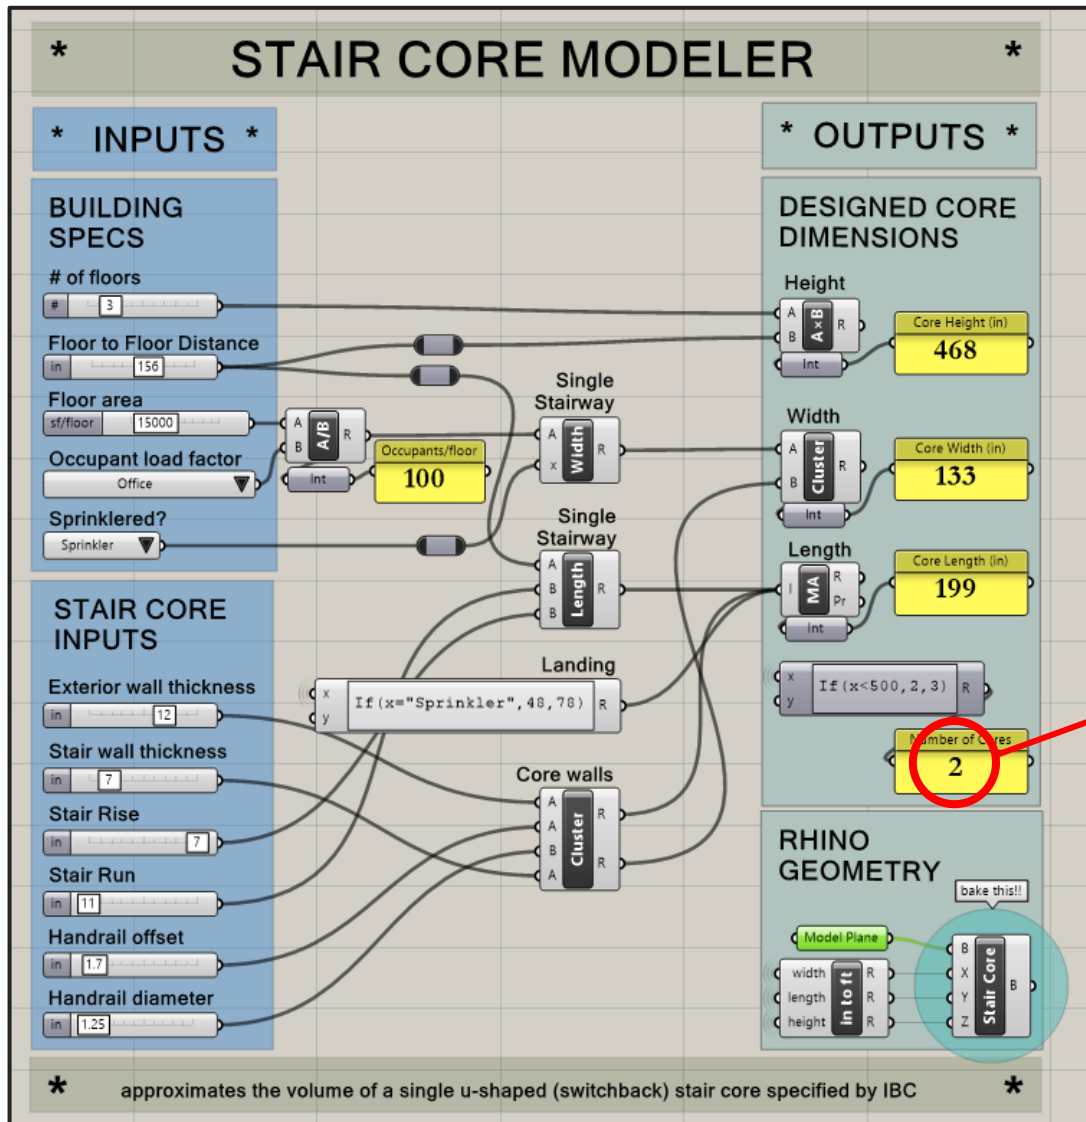 * STAIR CORE MODELER *
* INPUTS *
* OUTPUTS *
BUILDING
SPECS
# of floors
# 3
Floor to Floor Distance
in 156
Floor area
sf/floor 15000
Occupant load factor
Office
Sprinklered?
Sprinkler
A B A/B R
Int
Occupants/floor
100
Single
Stairway
A x Width R
Single
Stairway
A B B Length R
Landing
x y If(x="Sprinkler",48,78) R
Core walls
A A B A Cluster R R
STAIR CORE
INPUTS
Exterior wall thickness
in 12
Stair wall thickness
in 7
Stair Rise
in 7
Stair Run
in 11
Handrail offset
in 1.7
Handrail diameter
in 1.25
DESIGNED CORE
DIMENSIONS
Height
A B A×B R
Int
Core Height (in)
468
Width
A B Cluster R
Int
Core Width (in)
133
Length
I MA R Pr
Int
Core Length (in)
199
x y If(x<500,2,3) R
Number of Cores
2
RHINO
GEOMETRY
bake this!!
Model Plane
width R
length R
height R
in to ft
B X Y Z Stair Core B
* approximates the volume of a single u-shaped (switchback) stair core specified by IBC *